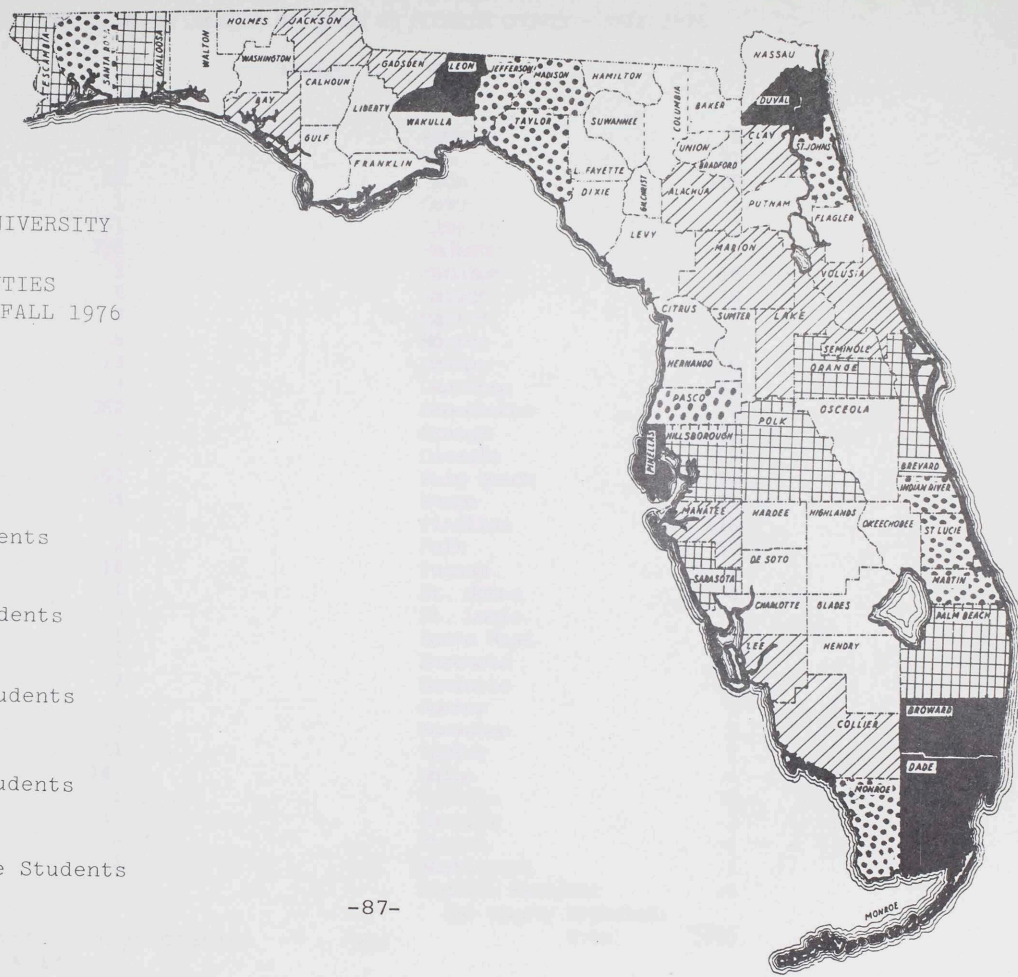 NIVERSITY
TIES
FALL 1976
ents
dents
tudents
tudents
e Students
ESCAMBIA
SANTA ROSA
OKALOOSA
WALTON
HOLMES
JACKSON
WASHINGTON
BAY
CALHOUN
GULF
LIBERTY
GADSDEN
FRANKLIN
LEON
WAKULLA
JEFFERSON
MADISON
TAYLOR
HAMILTON
SUWANNEE
L. FAYETTE
DIXIE
COLUMBIA
BAKER
NASSAU
DUVAL
UNION
BRADFORD
CLAY
ST. JOHNS
GILCHRIST
ALACHUA
PUTNAM
FLAGLER
LEVY
MARION
VOLUSIA
CITRUS
SUMTER
LAKE
SEMINOLE
HERNANDO
ORANGE
PASCO
OSCEOLA
POLK
PINELLAS
HILLSBOROUGH
BREVARD
INDIAN RIVER
MANATEE
HARDEE
HIGHLANDS
OKEECHOBEE
ST LUCIE
DE SOTO
SARASOTA
MARTIN
CHARLOTTE
GLADES
PALM BEACH
LEE
HENDRY
BROWARD
COLLIER
DADE
MONROE
MONROE
-87-